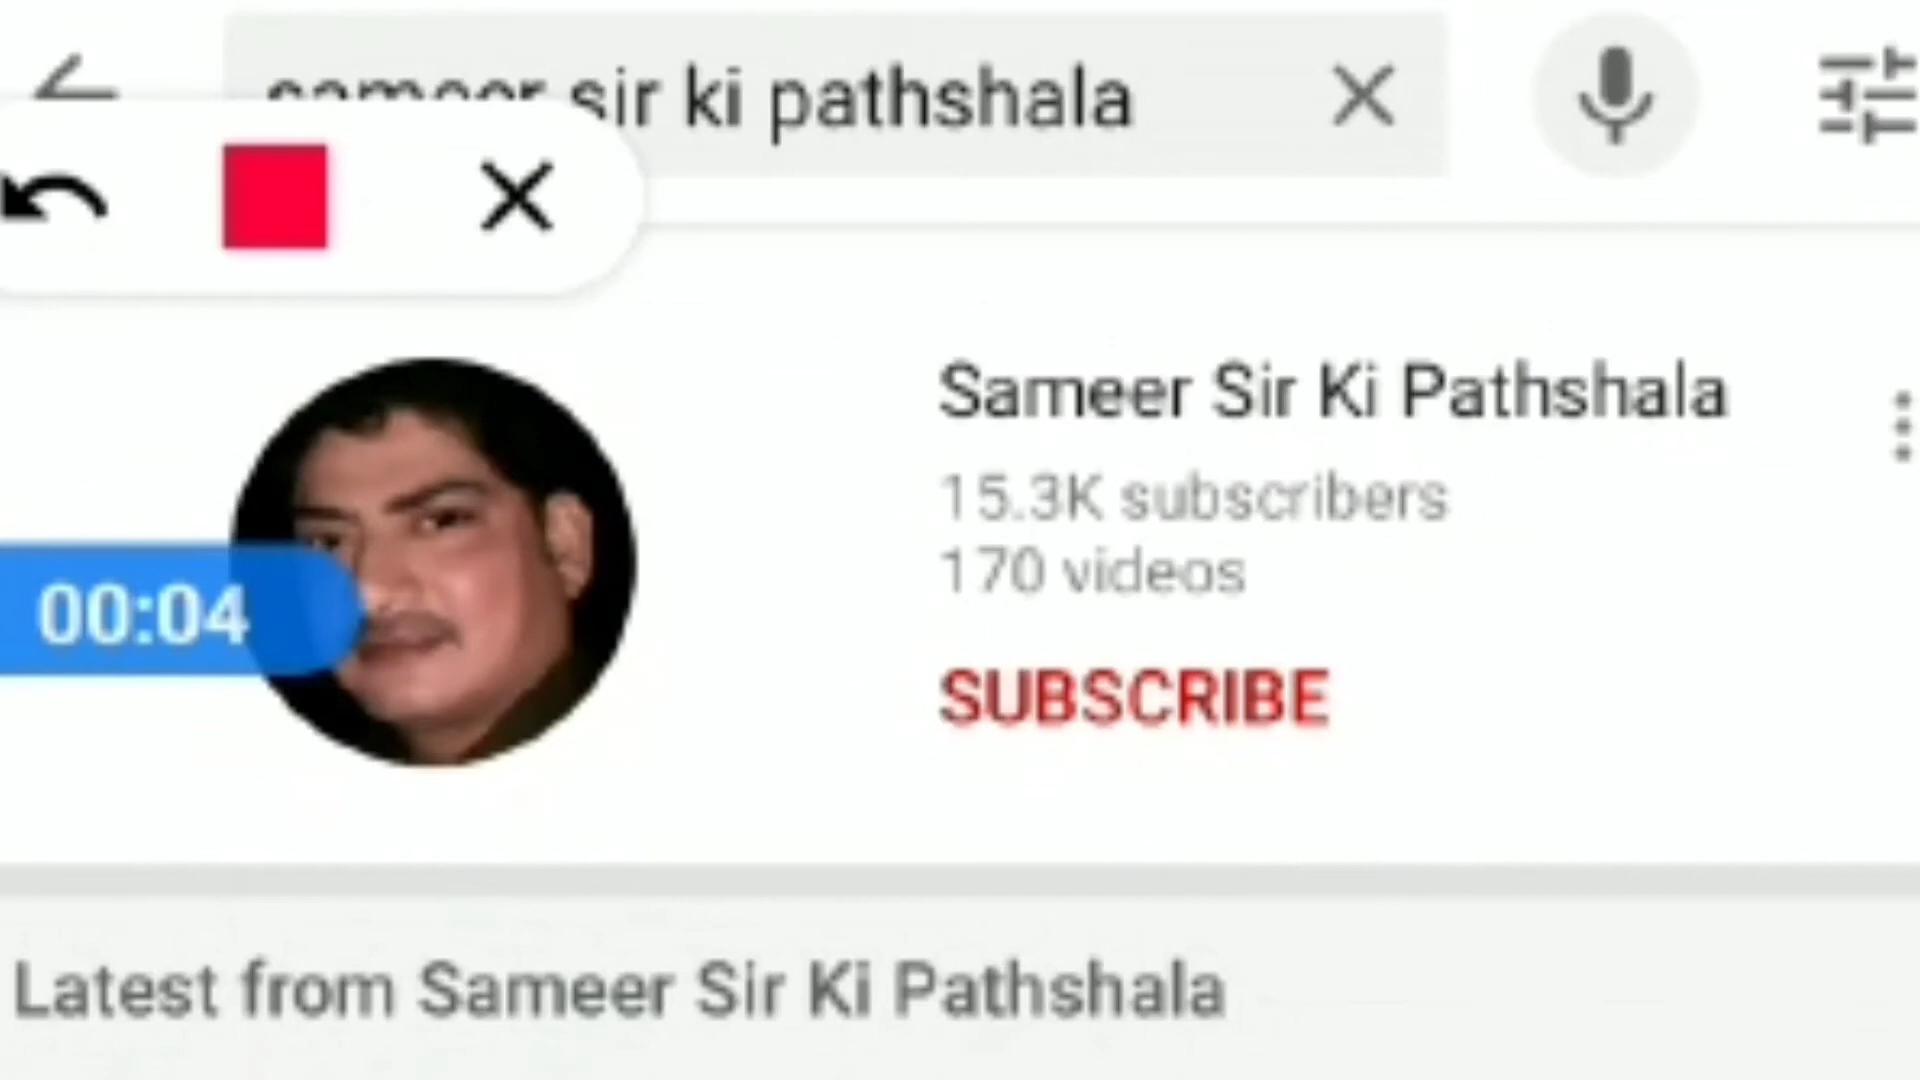 sameer sir ki pathshala
Sameer Sir Ki Pathshala
15.3K subscribers
170 videos
00:04
SUBSCRIBE
Latest from Sameer Sir Ki Pathshala